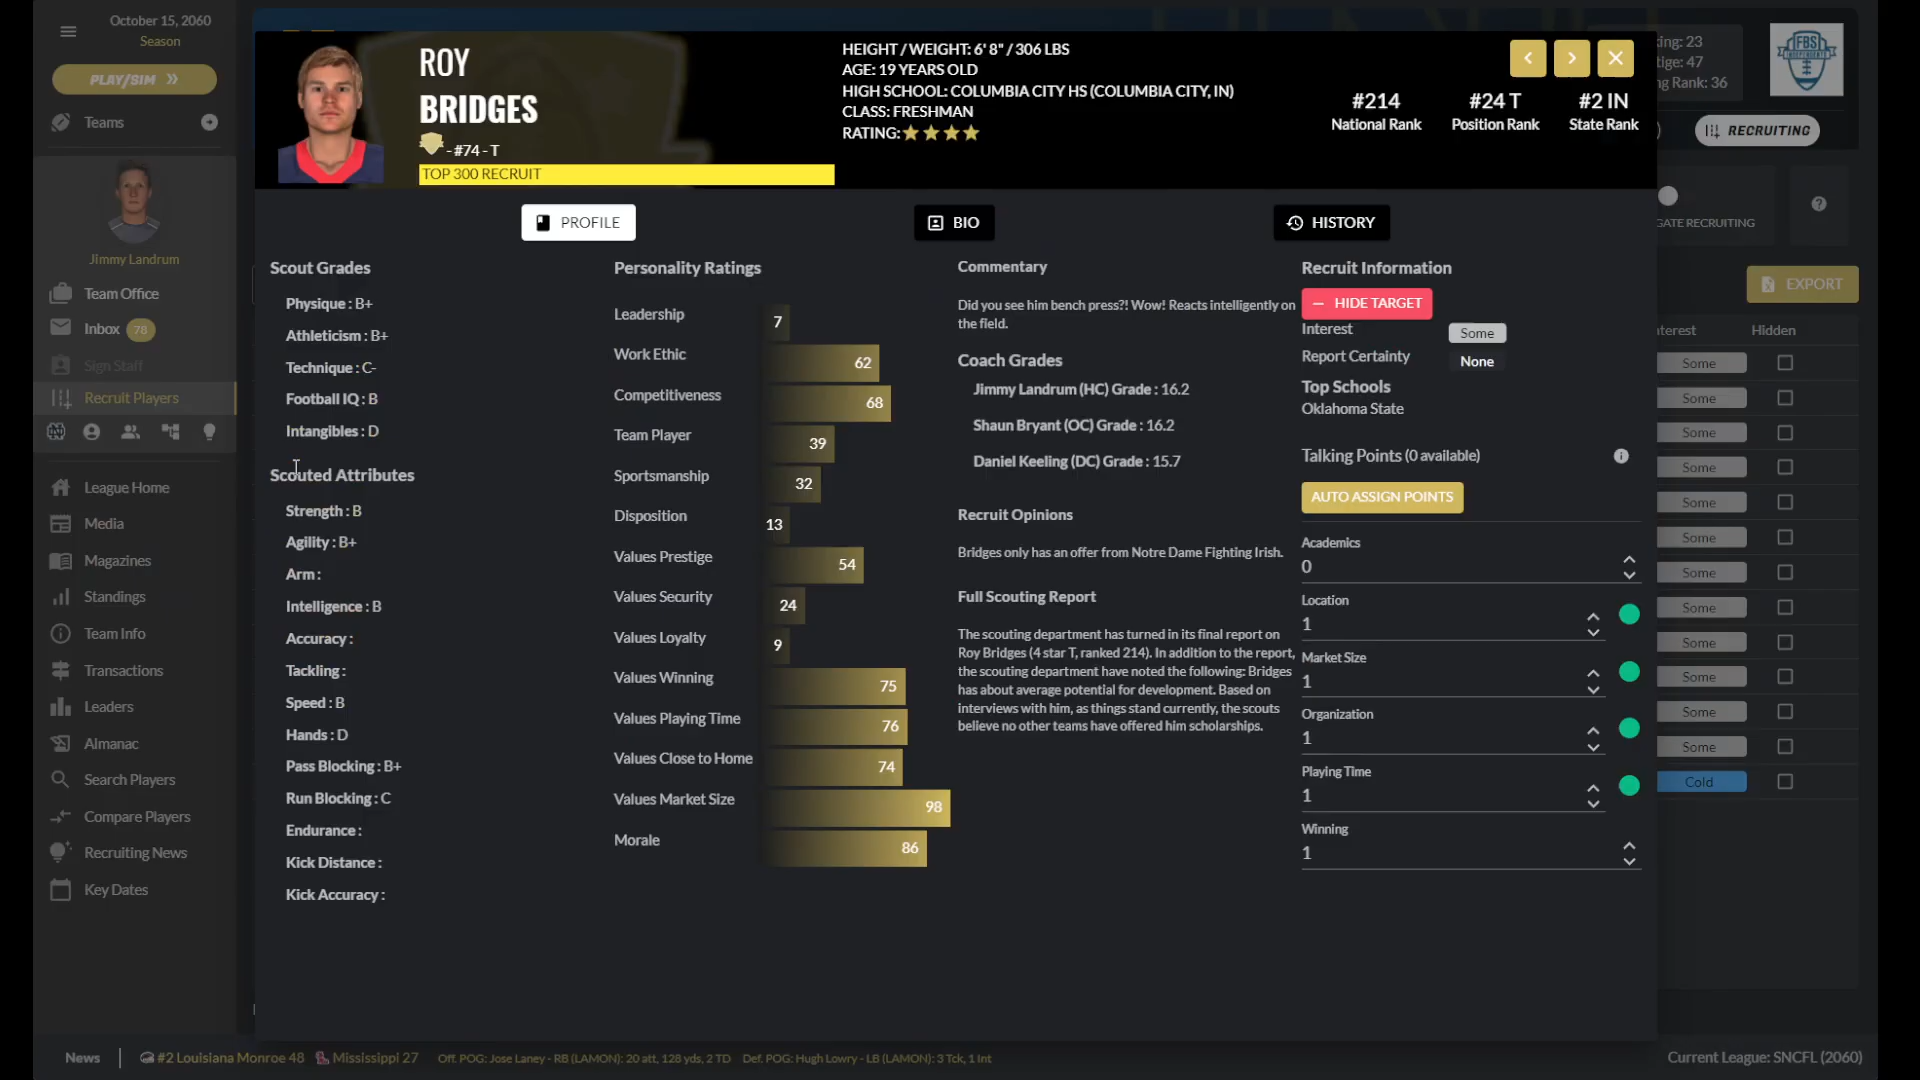 October 15, 2060
Season
PLAY/SIM
Teams
Jimmy Landrum
Team Office
Inbox 78
Sign Staff
Recruit Players
League Home
Media
Magazines
Standings
Team Info
Transactions
Leaders
Almanac
Search Players
Compare Players
Recruiting News
Key Dates
ROY
BRIDGES
- #74 - T
TOP 300 RECRUIT
HEIGHT / WEIGHT: 6' 8" / 306 LBS
AGE: 19 YEARS OLD
HIGH SCHOOL: COLUMBIA CITY HS (COLUMBIA CITY, IN)
CLASS: FRESHMAN
RATING:
#214
National Rank
#24 T
Position Rank
#2 IN
State Rank
PROFILE
BIO
HISTORY
Scout Grades
Physique : B+
Athleticism : B+
Technique : C-
Football IQ : B
Intangibles : D
Scouted Attributes
Strength : B
Agility : B+
Arm :
Intelligence : B
Accuracy :
Tackling :
Speed : B
Hands : D
Pass Blocking : B+
Run Blocking : C
Endurance :
Kick Distance :
Kick Accuracy :
Personality Ratings
Leadership 7
Work Ethic 62
Competitiveness 68
Team Player 39
Sportsmanship 32
Disposition 13
Values Prestige 54
Values Security 24
Values Loyalty 9
Values Winning 75
Values Playing Time 76
Values Close to Home 74
Values Market Size 98
Morale 86
Commentary
Did you see him bench press?! Wow! Reacts intelligently on
the field.
Coach Grades
Jimmy Landrum (HC) Grade : 16.2
Shaun Bryant (OC) Grade : 16.2
Daniel Keeling (DC) Grade : 15.7
Recruit Opinions
Bridges only has an offer from Notre Dame Fighting Irish.
Full Scouting Report
The scouting department has turned in its final report on
Roy Bridges (4 star T, ranked 214). In addition to the report,
the scouting department have noted the following: Bridges
has about average potential for development. Based on
interviews with him, as things stand currently, the scouts
believe no other teams have offered him scholarships.
Recruit Information
HIDE TARGET
Interest Some
Report Certainty None
Top Schools
Oklahoma State
Talking Points (0 available)
AUTO ASSIGN POINTS
Academics
0
Location
1
Market Size
1
Organization
1
Playing Time
1
Winning
1
king: 23
tige: 47
ng Rank: 36
FBS
RECRUITING
GATE RECRUITING
?
EXPORT
terest Hidden
Some
Some
Some
Some
Some
Some
Some
Some
Some
Some
Some
Some
Cold
News
#2 Louisiana Monroe 48 Mississippi 27 Off. POG: Jose Laney - RB (LAMON): 20 att, 128 yds, 2 TD Def. POG: Hugh Lowry - LB (LAMON): 3 Tck, 1 Int
Current League: SNCFL (2060)